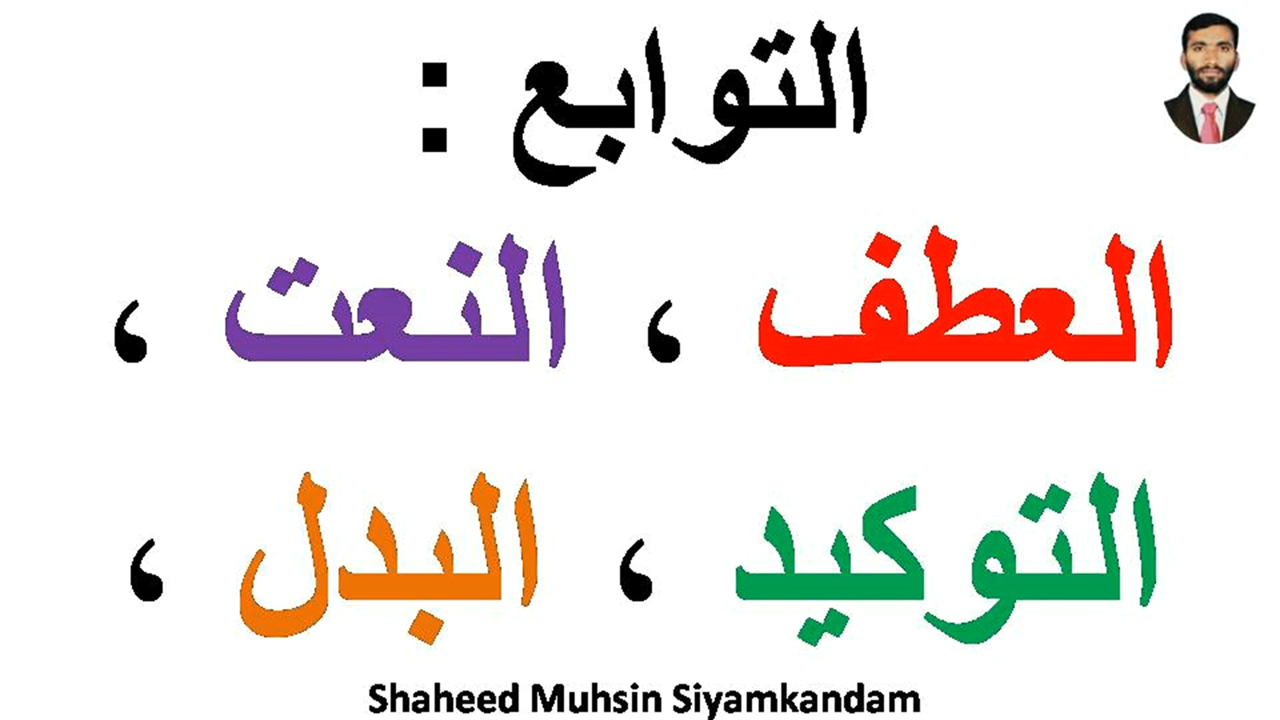 التوابع :
العطف ، النعت ،
التوكيد ، البدل ،
Shaheed Muhsin Siyamkandam